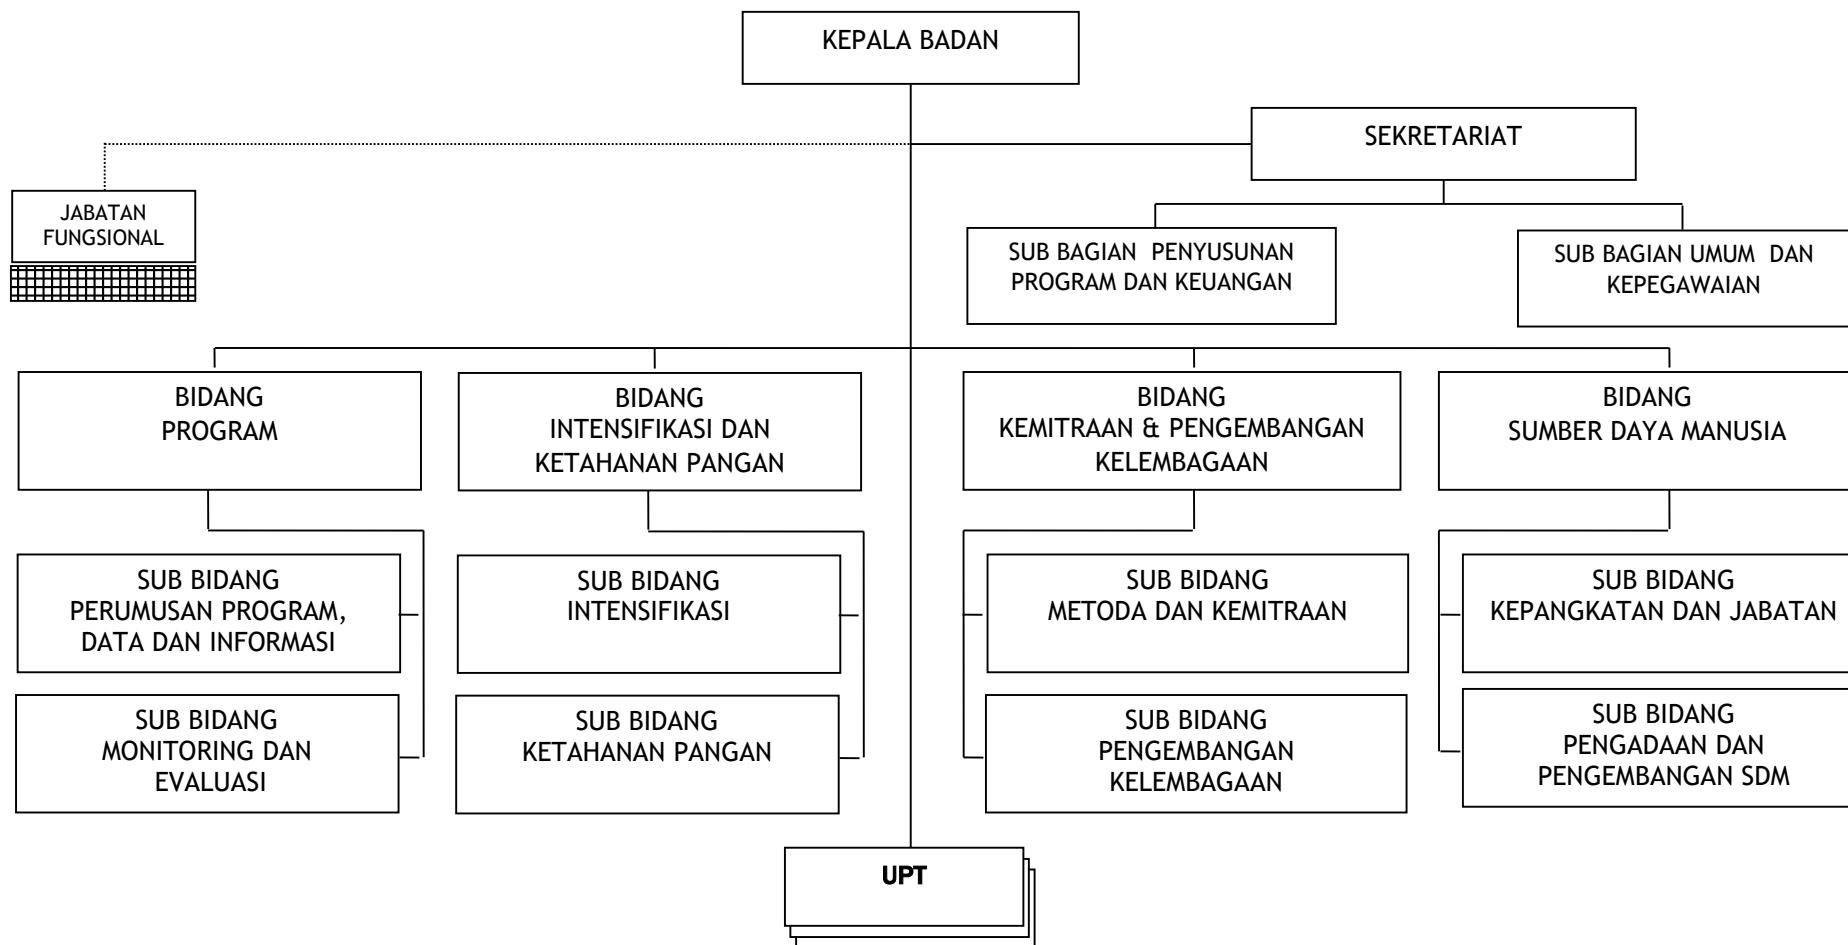 KEPALA BADAN
SEKRETARIAT
JABATAN
FUNGSIONAL
SUB BAGIAN PENYUSUNAN
PROGRAM DAN KEUANGAN
SUB BAGIAN UMUM DAN
KEPEGAWAIAN
BIDANG
PROGRAM
BIDANG
INTENSIFIKASI DAN
KETAHANAN PANGAN
BIDANG
KEMITRAAN & PENGEMBANGAN
KELEMBAGAAN
BIDANG
SUMBER DAYA MANUSIA
SUB BIDANG
PERUMUSAN PROGRAM,
DATA DAN INFORMASI
SUB BIDANG
INTENSIFIKASI
SUB BIDANG
METODA DAN KEMITRAAN
SUB BIDANG
KEPANGKATAN DAN JABATAN
SUB BIDANG
MONITORING DAN
EVALUASI
SUB BIDANG
KETAHANAN PANGAN
SUB BIDANG
PENGEMBANGAN
KELEMBAGAAN
SUB BIDANG
PENGADAAN DAN
PENGEMBANGAN SDM
UPT